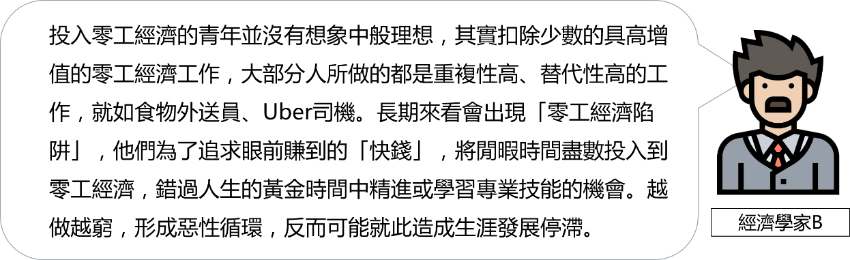 投入零工經濟的青年並沒有想象中般理想，其實扣除少數的具高增
值的零工經濟工作，大部分人所做的都是重複性高、替代性高的工
作，就如食物外送員、Uber司機。長期來看會出現「零工經濟陷
阱」，他們為了追求眼前賺到的「快錢」，將閒暇時間盡數投入到
零工經濟，錯過人生的黃金時間中精進或學習專業技能的機會。越
做越窮，形成惡性循環，反而可能就此造成生涯發展停滯。
經濟學家B